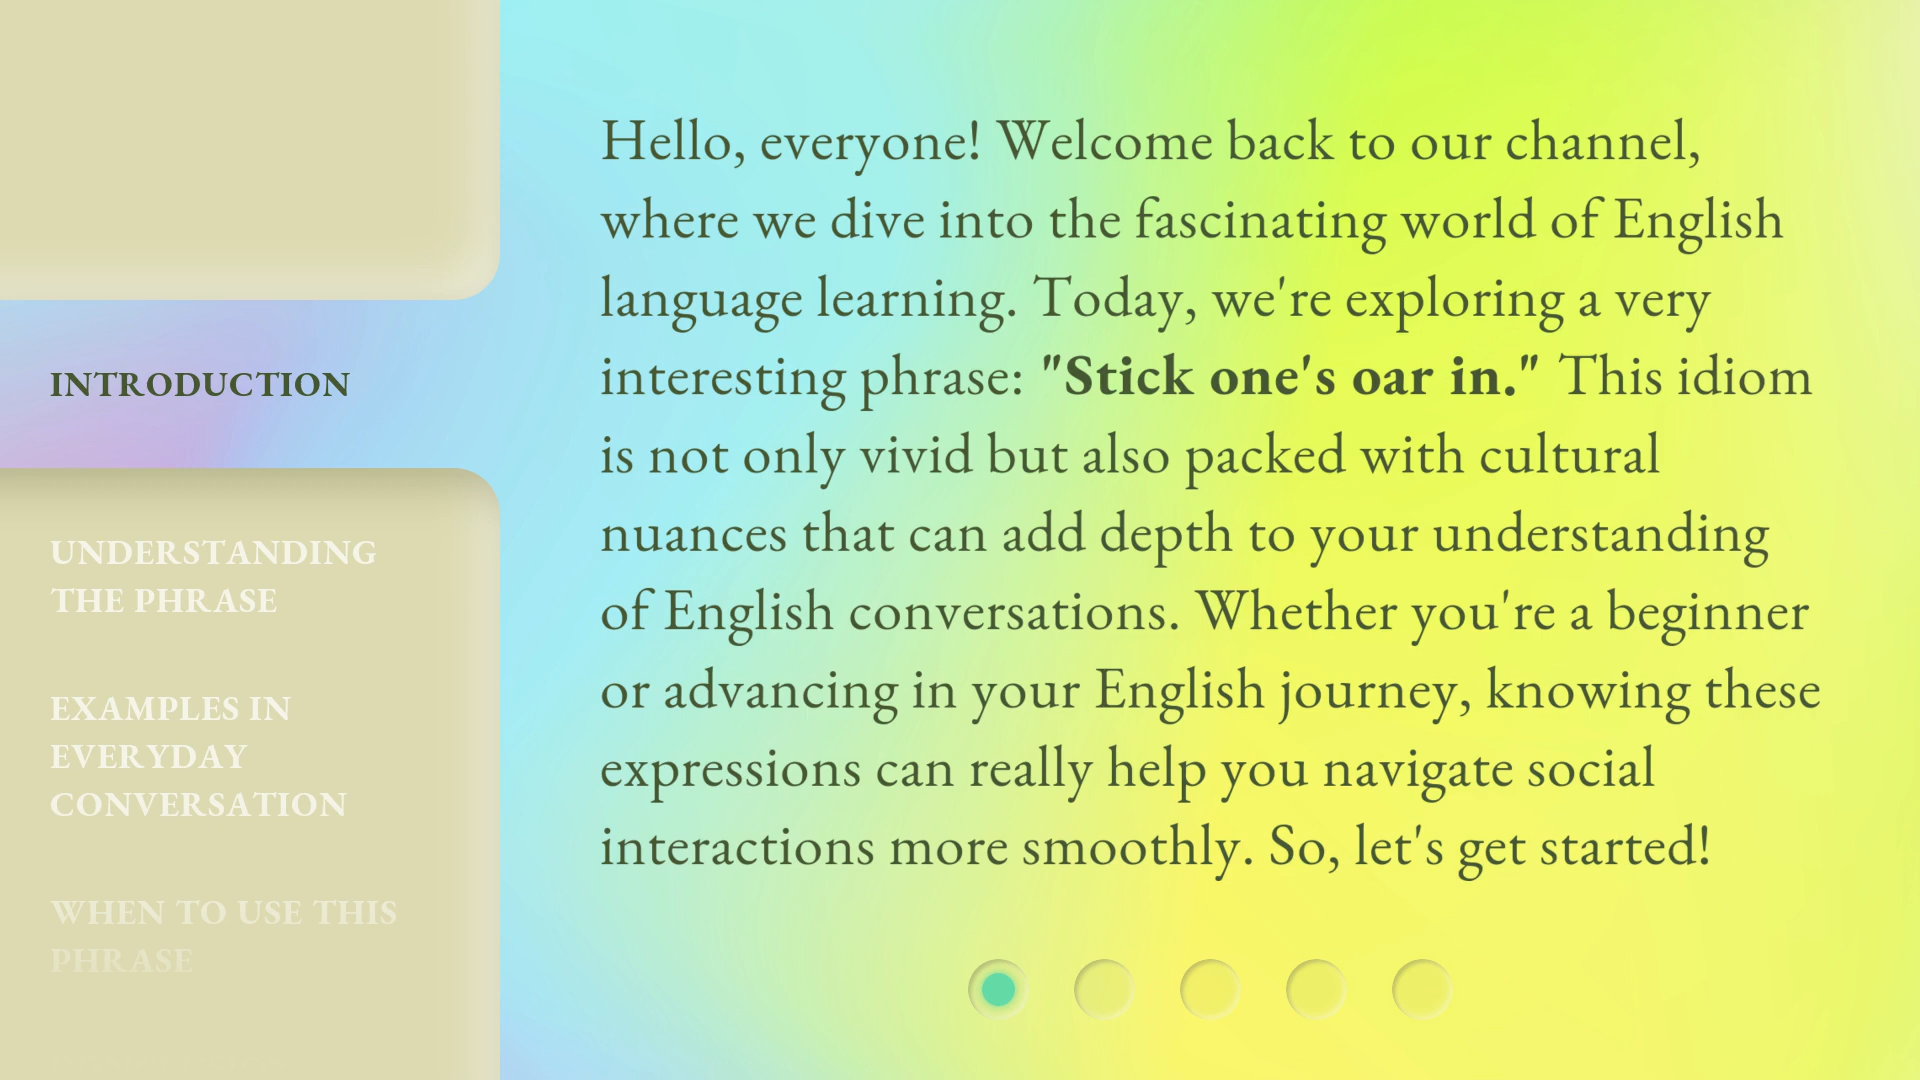 INTRODUCTION
UNDERSTANDING
THE PHRASE
EXAMPLES IN
EVERYDAY
CONVERSATION
WHEN TO USE THIS
PHRASE
Hello, everyone! Welcome back to our channel,
where we dive into the fascinating world of English
language learning. Today, we're exploring a very
interesting phrase: "Stick one's oar in." This idiom
is not only vivid but also packed with cultural
nuances that can add depth to your understanding
of English conversations. Whether you're a beginner
or advancing in your English journey, knowing these
expressions can really help you navigate social
interactions more smoothly. So, let's get started!